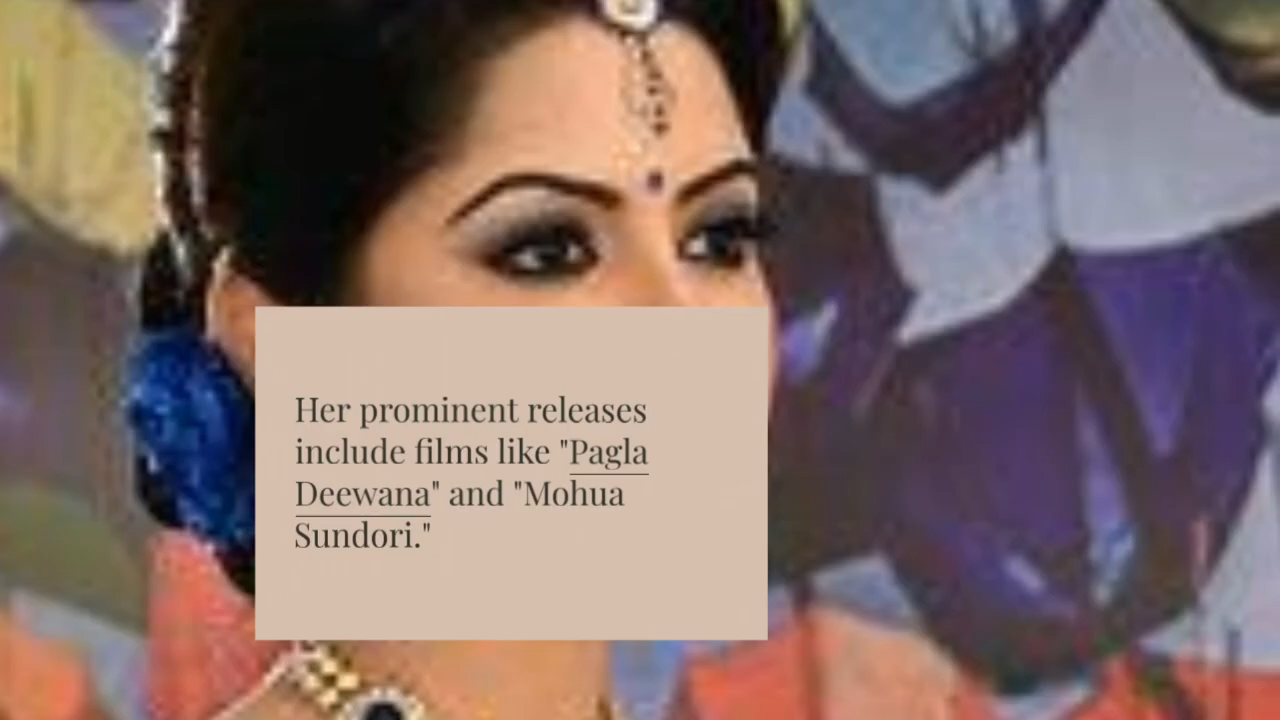 Her prominent releases
include films like "Pagla
Deewana" and "Mohua
Sundori."